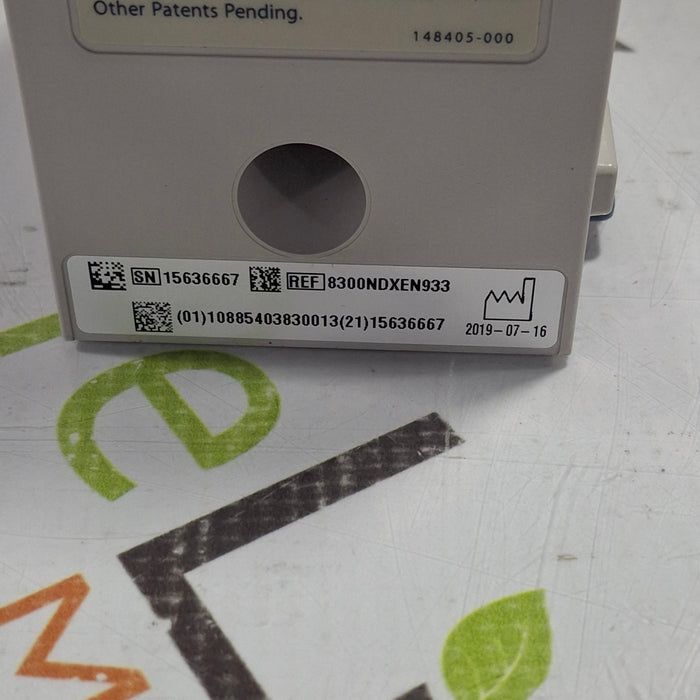 Other Patents Pending.
148405-000
SN 15636667 REF 8300NDXEN933
(01)10885403830013(21)15636667
2019-07-16